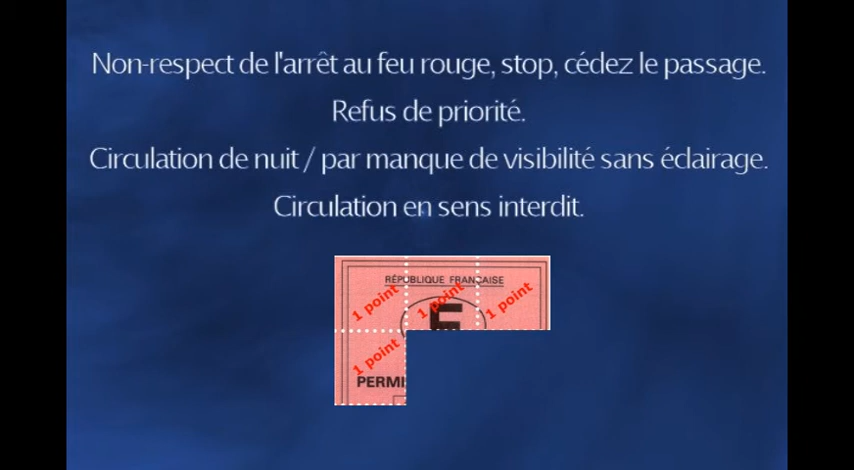 Non-respect de l'arrêt au feu rouge, stop, cédez le passage.
Refus de priorité.
Circulation de nuit / par manque de visibilité sans éclairage.
Circulation en sens interdit.
RÉPUBLIQUE FRANÇAISE
1 point
1 point
1 point
F
1 point
PERMI